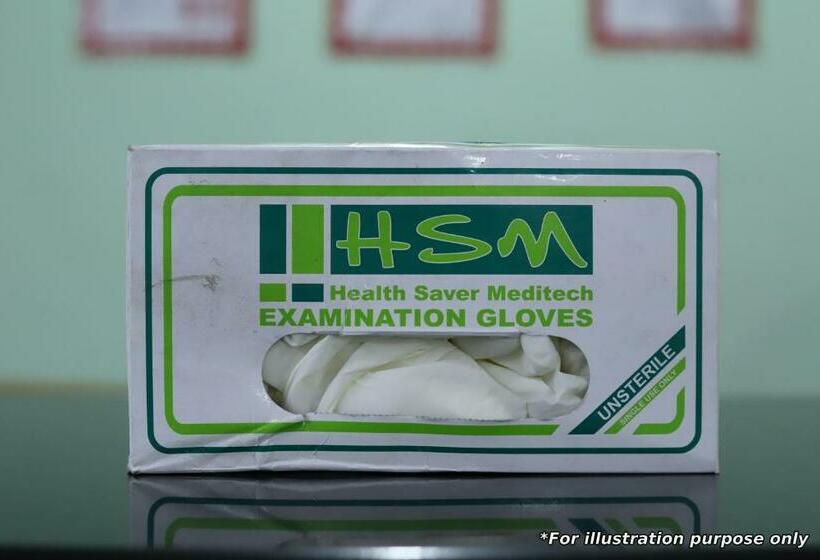 HSM
Health Saver Meditech
EXAMINATION GLOVES
UNSTERILE
SINGLE USE ONLY
*For illustration purpose only